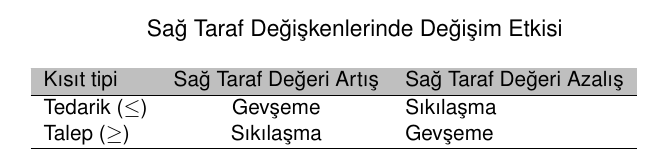 Sağ Taraf Değişkenlerinde Değişim Etkisi
Kısıt tipi Sağ Taraf Değeri Artış Sağ Taraf Değeri Azalış
Tedarik (≤) Gevşeme Sıkılaşma
Talep (≥) Sıkılaşma Gevşeme